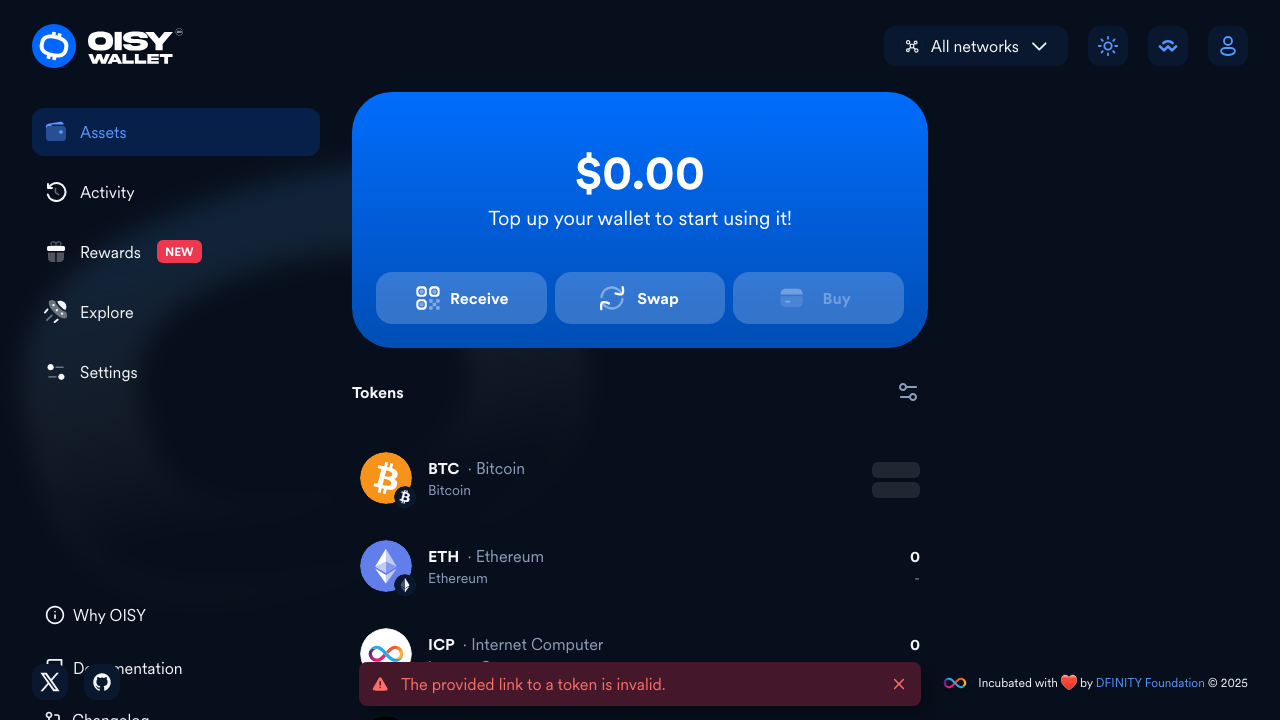 OISY
WALLET
All networks
Assets
Activity
Rewards NEW
Explore
Settings
Why OISY
Documentation
Changelog
$0.00
Top up your wallet to start using it!
Receive
Swap
Buy
Tokens
BTC · Bitcoin
Bitcoin
ETH · Ethereum
0
Ethereum
-
ICP · Internet Computer
0
The provided link to a token is invalid.
Incubated with ❤️ by DFINITY Foundation © 2025